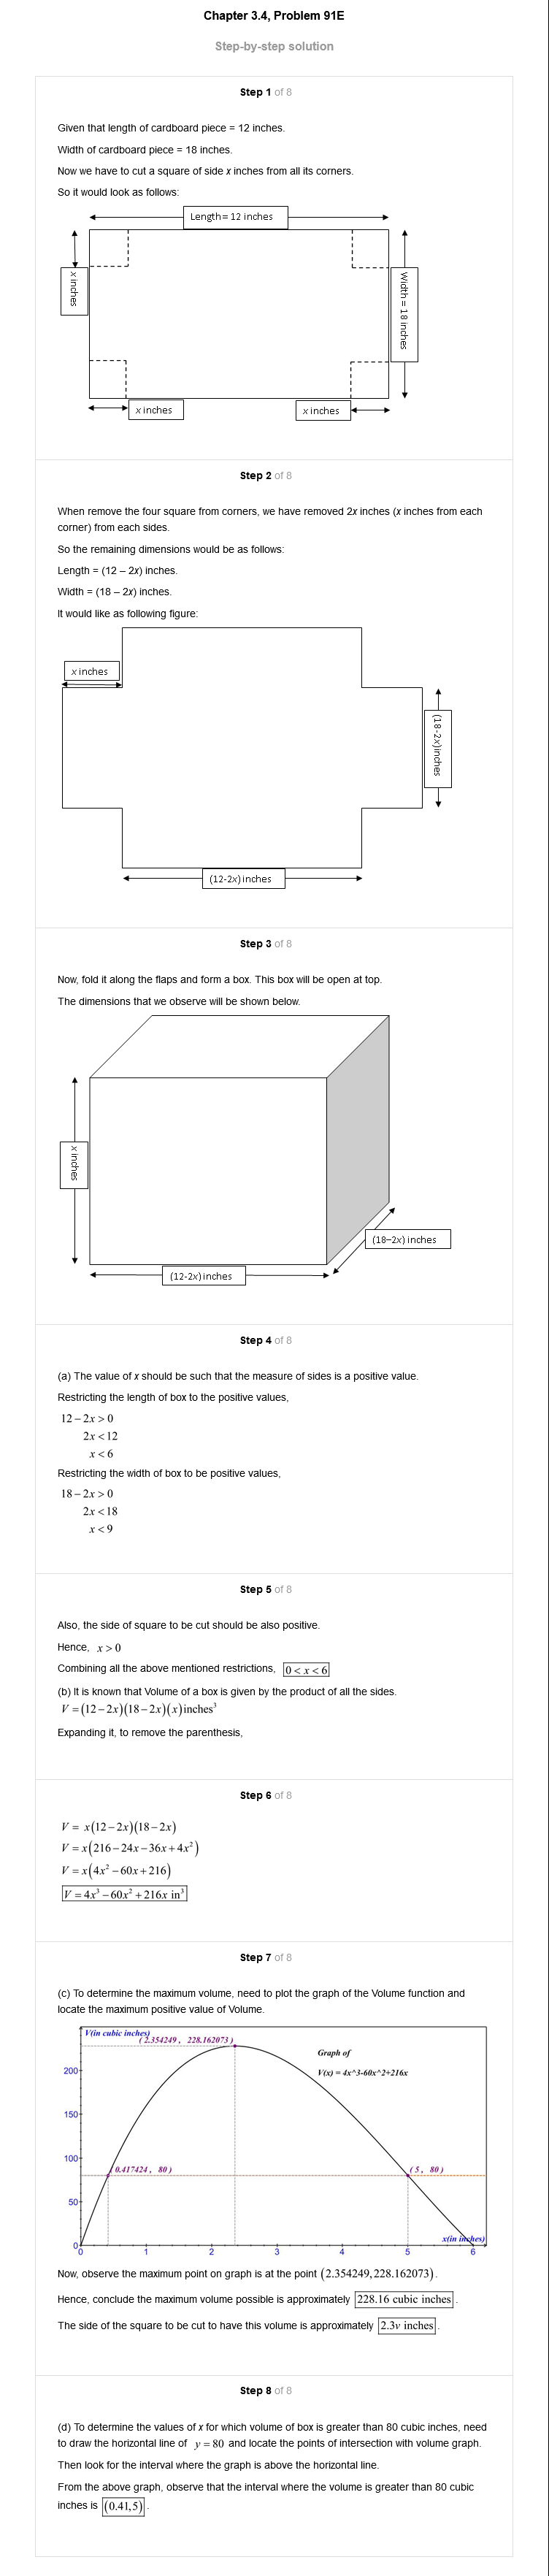 Chapter 3.4, Problem 91E
Step-by-step solution
Step 1 of 8
Given that length of cardboard piece = 12 inches.
Width of cardboard piece = 18 inches.
Now we have to cut a square of side x inches from all its corners.
So it would look as follows:
Length= 12 inches
x inches
Width = 18 inches
x inches
x inches
Step 2 of 8
When remove the four square from corners, we have removed 2x inches (x inches from each
corner) from each sides.
So the remaining dimensions would be as follows:
Length = (12 – 2x) inches.
Width = (18 – 2x) inches.
It would like as following figure:
x inches
(18-2x)inches
(12-2x) inches
Step 3 of 8
Now, fold it along the flaps and form a box. This box will be open at top.
The dimensions that we observe will be shown below.
x inches
(18–2x) inches
(12-2x) inches
Step 4 of 8
(a) The value of x should be such that the measure of sides is a positive value.
Restricting the length of box to the positive values,
12 – 2x > 0
2x < 12
x < 6
Restricting the width of box to be positive values,
18 – 2x > 0
2x < 18
x < 9
Step 5 of 8
Also, the side of square to be cut should be also positive.
Hence, x > 0
Combining all the above mentioned restrictions, 0 < x < 6
(b) It is known that Volume of a box is given by the product of all the sides.
V = (12 – 2x)(18 – 2x)(x) inches³
Expanding it, to remove the parenthesis,
Step 6 of 8
V = x(12 – 2x)(18 – 2x)
V = x(216 – 24x – 36x + 4x²)
V = x(4x² – 60x + 216)
V = 4x³ – 60x² + 216x in³
Step 7 of 8
(c) To determine the maximum volume, need to plot the graph of the Volume function and
locate the maximum positive value of Volume.
V(in cubic inches)
( 2.354249 , 228.162073 )
Graph of
V(x) = 4x^3-60x^2+216x
200
150
100
( 0.417424 , 80 )
( 5 , 80 )
50
x(in inches)
0
0 1 2 3 4 5 6
Now, observe the maximum point on graph is at the point (2.354249, 228.162073).
Hence, conclude the maximum volume possible is approximately 228.16 cubic inches.
The side of the square to be cut to have this volume is approximately 2.3v inches.
Step 8 of 8
(d) To determine the values of x for which volume of box is greater than 80 cubic inches, need
to draw the horizontal line of y = 80 and locate the points of intersection with volume graph.
Then look for the interval where the graph is above the horizontal line.
From the above graph, observe that the interval where the volume is greater than 80 cubic
inches is (0.41, 5).